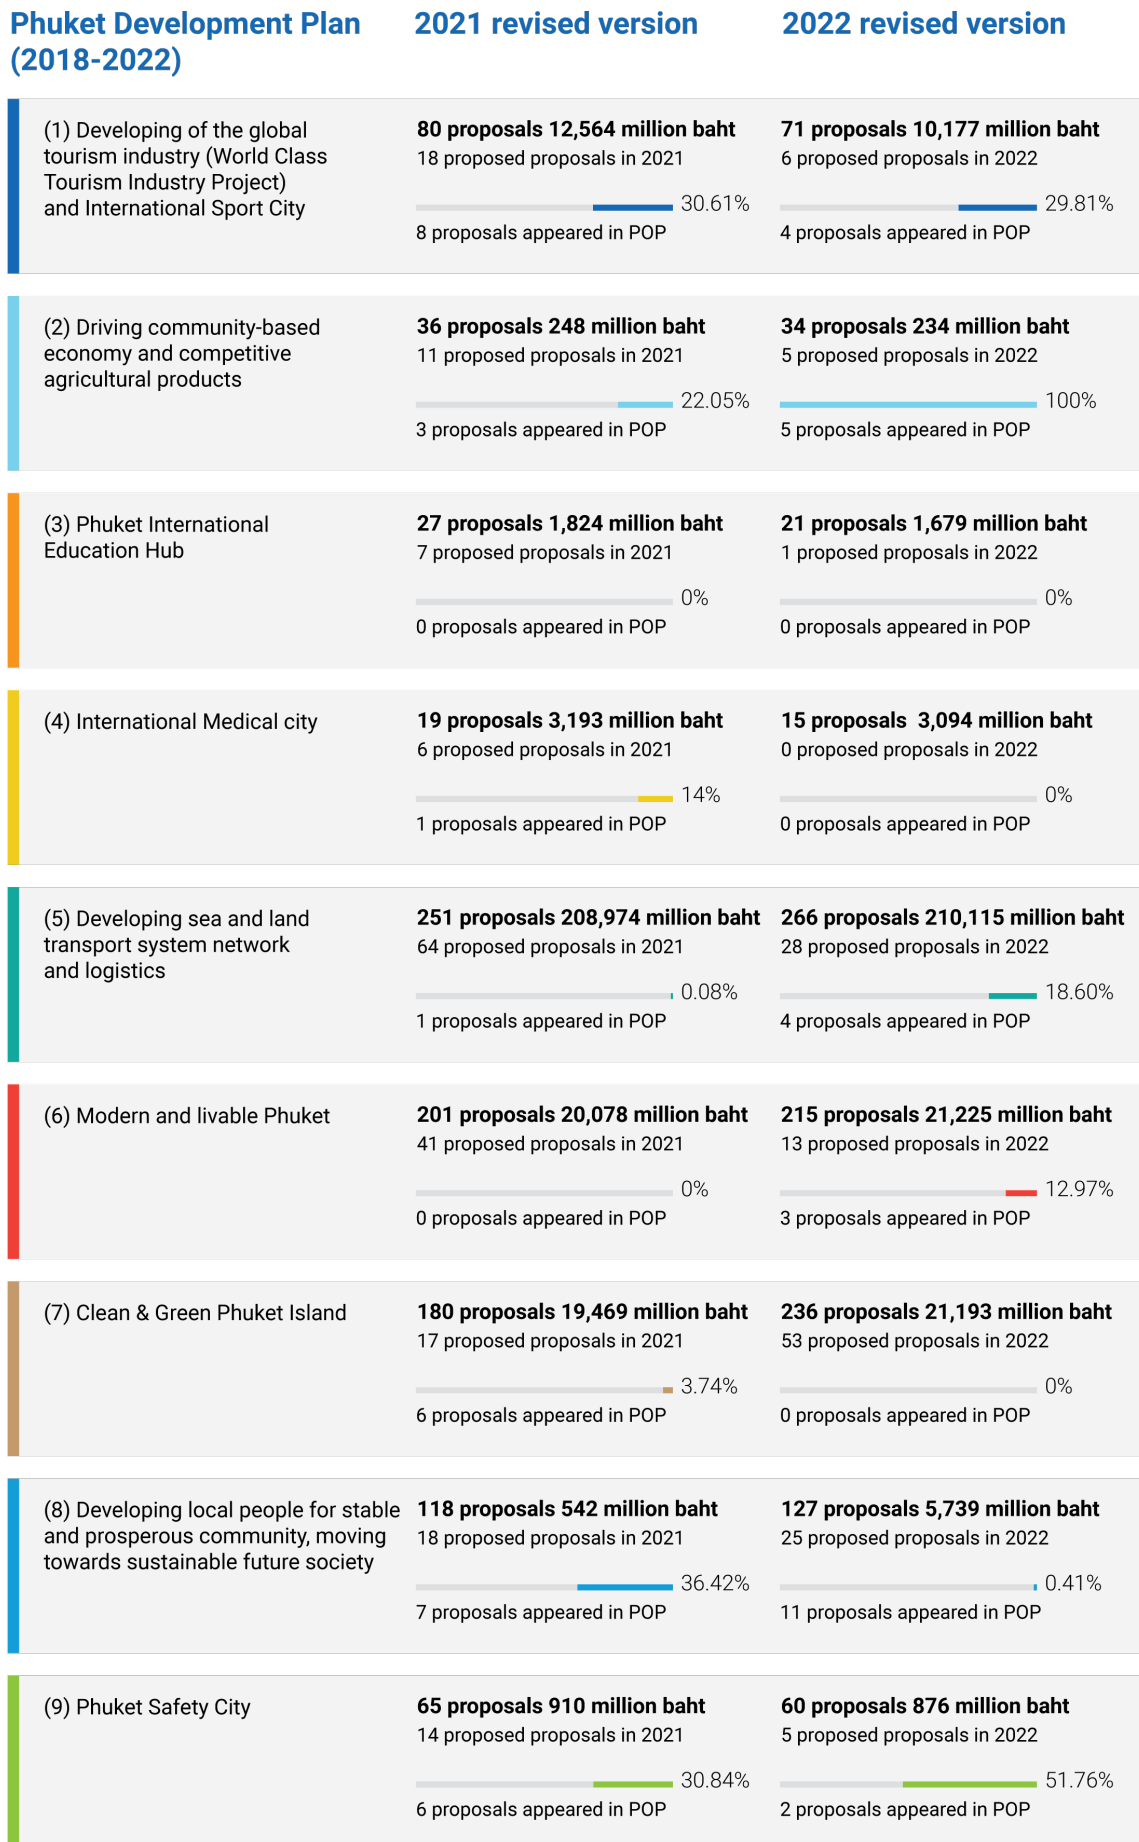 Phuket Development Plan
(2018-2022)
2021 revised version
2022 revised version
(1) Developing of the global
tourism industry (World Class
Tourism Industry Project)
and International Sport City
80 proposals 12,564 million baht
18 proposed proposals in 2021
30.61%
8 proposals appeared in POP
71 proposals 10,177 million baht
6 proposed proposals in 2022
29.81%
4 proposals appeared in POP
(2) Driving community-based
economy and competitive
agricultural products
36 proposals 248 million baht
11 proposed proposals in 2021
22.05%
3 proposals appeared in POP
34 proposals 234 million baht
5 proposed proposals in 2022
100%
5 proposals appeared in POP
(3) Phuket International
Education Hub
27 proposals 1,824 million baht
7 proposed proposals in 2021
0%
0 proposals appeared in POP
21 proposals 1,679 million baht
1 proposed proposals in 2022
0%
0 proposals appeared in POP
(4) International Medical city
19 proposals 3,193 million baht
6 proposed proposals in 2021
14%
1 proposals appeared in POP
15 proposals 3,094 million baht
0 proposed proposals in 2022
0%
0 proposals appeared in POP
(5) Developing sea and land
transport system network
and logistics
251 proposals 208,974 million baht
64 proposed proposals in 2021
0.08%
1 proposals appeared in POP
266 proposals 210,115 million baht
28 proposed proposals in 2022
18.60%
4 proposals appeared in POP
(6) Modern and livable Phuket
201 proposals 20,078 million baht
41 proposed proposals in 2021
0%
0 proposals appeared in POP
215 proposals 21,225 million baht
13 proposed proposals in 2022
12.97%
3 proposals appeared in POP
(7) Clean & Green Phuket Island
180 proposals 19,469 million baht
17 proposed proposals in 2021
3.74%
6 proposals appeared in POP
236 proposals 21,193 million baht
53 proposed proposals in 2022
0%
0 proposals appeared in POP
(8) Developing local people for stable
and prosperous community, moving
towards sustainable future society
118 proposals 542 million baht
18 proposed proposals in 2021
36.42%
7 proposals appeared in POP
127 proposals 5,739 million baht
25 proposed proposals in 2022
0.41%
11 proposals appeared in POP
(9) Phuket Safety City
65 proposals 910 million baht
14 proposed proposals in 2021
30.84%
6 proposals appeared in POP
60 proposals 876 million baht
5 proposed proposals in 2022
51.76%
2 proposals appeared in POP